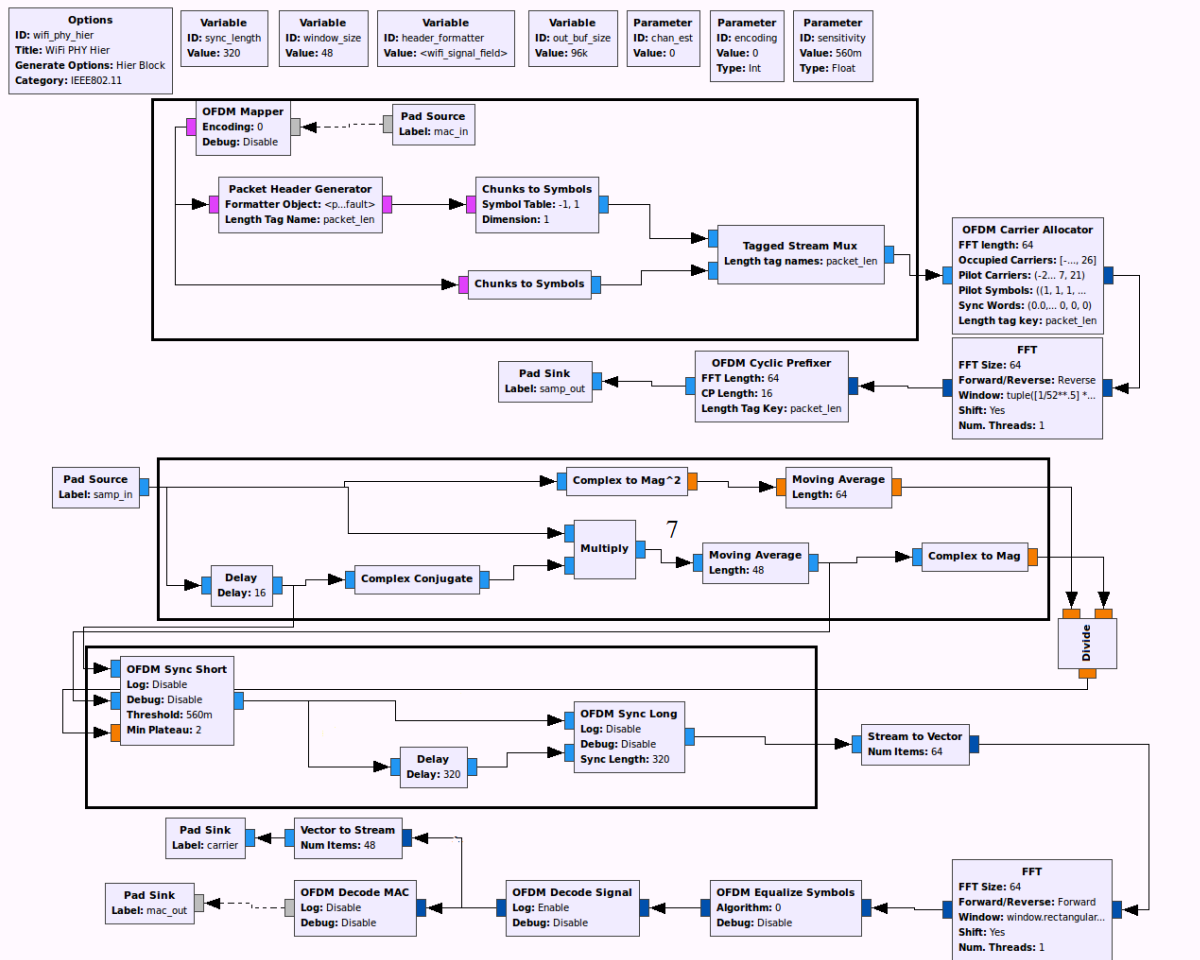 Options
ID: wifi_phy_hier
Title: WiFi PHY Hier
Generate Options: Hier Block
Category: IEEE802.11
Variable
ID: sync_length
Value: 320
Variable
ID: window_size
Value: 48
Variable
ID: header_formatter
Value: <wifi_signal_field>
Variable
ID: out_buf_size
Value: 96k
Parameter
ID: chan_est
Value: 0
Parameter
ID: encoding
Value: 0
Type: Int
Parameter
ID: sensitivity
Value: 560m
Type: Float
OFDM Mapper
Encoding: 0
Debug: Disable
Pad Source
Label: mac_in
Packet Header Generator
Formatter Object: <p...fault>
Length Tag Name: packet_len
Chunks to Symbols
Symbol Table: -1, 1
Dimension: 1
Chunks to Symbols
Tagged Stream Mux
Length tag names: packet_len
OFDM Carrier Allocator
FFT length: 64
Occupied Carriers: [-..., 26]
Pilot Carriers: (-2... 7, 21)
Pilot Symbols: ((1, 1, 1, ...
Sync Words: (0.0,... 0, 0, 0)
Length tag key: packet_len
FFT
FFT Size: 64
Forward/Reverse: Reverse
Window: tuple([1/52**.5] *...
Shift: Yes
Num. Threads: 1
OFDM Cyclic Prefixer
FFT Length: 64
CP Length: 16
Length Tag Key: packet_len
Pad Sink
Label: samp_out
Pad Source
Label: samp_in
Complex to Mag^2
Moving Average
Length: 64
Multiply
7
Moving Average
Length: 48
Complex to Mag
Delay
Delay: 16
Complex Conjugate
Divide
OFDM Sync Short
Log: Disable
Debug: Disable
Threshold: 560m
Min Plateau: 2
Delay
Delay: 320
OFDM Sync Long
Log: Disable
Debug: Disable
Sync Length: 320
Stream to Vector
Num Items: 64
Pad Sink
Label: carrier
Vector to Stream
Num Items: 48
Pad Sink
Label: mac_out
OFDM Decode MAC
Log: Disable
Debug: Disable
OFDM Decode Signal
Log: Enable
Debug: Disable
OFDM Equalize Symbols
Algorithm: 0
Debug: Disable
FFT
FFT Size: 64
Forward/Reverse: Forward
Window: window.rectangular...
Shift: Yes
Num. Threads: 1